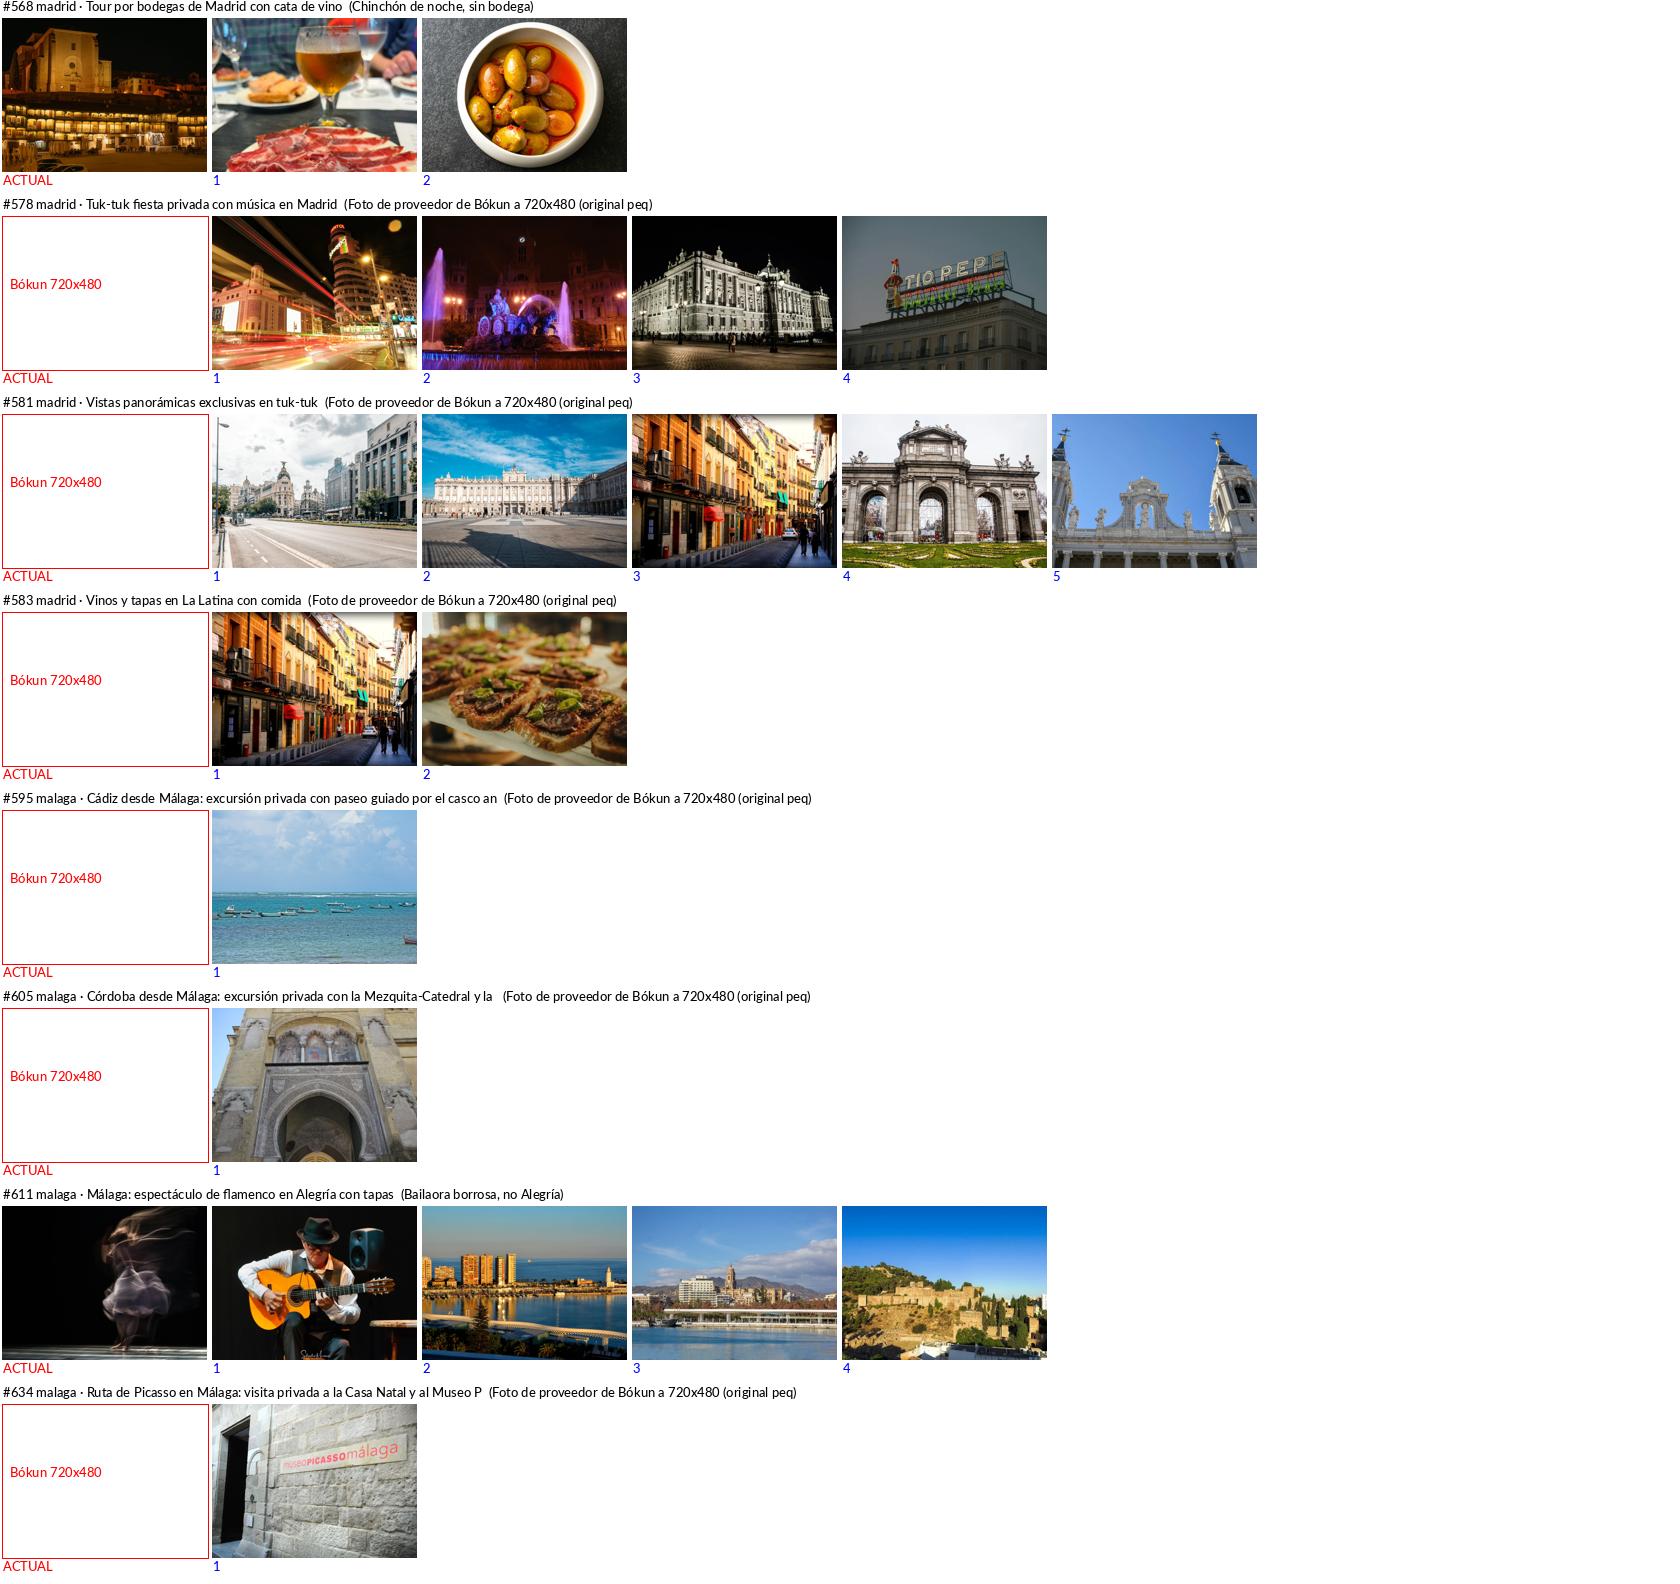 #568 madrid · Tour por bodegas de Madrid con cata de vino (Chinchón de noche, sin bodega)
ACTUAL 1 2
#578 madrid · Tuk-tuk fiesta privada con música en Madrid (Foto de proveedor de Bókun a 720x480 (original peq)
Bókun 720x480
TIO PEPE
ACTUAL 1 2 3 4
#581 madrid · Vistas panorámicas exclusivas en tuk-tuk (Foto de proveedor de Bókun a 720x480 (original peq)
Bókun 720x480
ACTUAL 1 2 3 4 5
#583 madrid · Vinos y tapas en La Latina con comida (Foto de proveedor de Bókun a 720x480 (original peq)
Bókun 720x480
ACTUAL 1 2
#595 malaga · Cádiz desde Málaga: excursión privada con paseo guiado por el casco an (Foto de proveedor de Bókun a 720x480 (original peq)
Bókun 720x480
ACTUAL 1
#605 malaga · Córdoba desde Málaga: excursión privada con la Mezquita-Catedral y la (Foto de proveedor de Bókun a 720x480 (original peq)
Bókun 720x480
ACTUAL 1
#611 malaga · Málaga: espectáculo de flamenco en Alegría con tapas (Bailaora borrosa, no Alegría)
ACTUAL 1 2 3 4
#634 malaga · Ruta de Picasso en Málaga: visita privada a la Casa Natal y al Museo P (Foto de proveedor de Bókun a 720x480 (original peq)
Bókun 720x480
museoPICASSOmálaga
ACTUAL 1